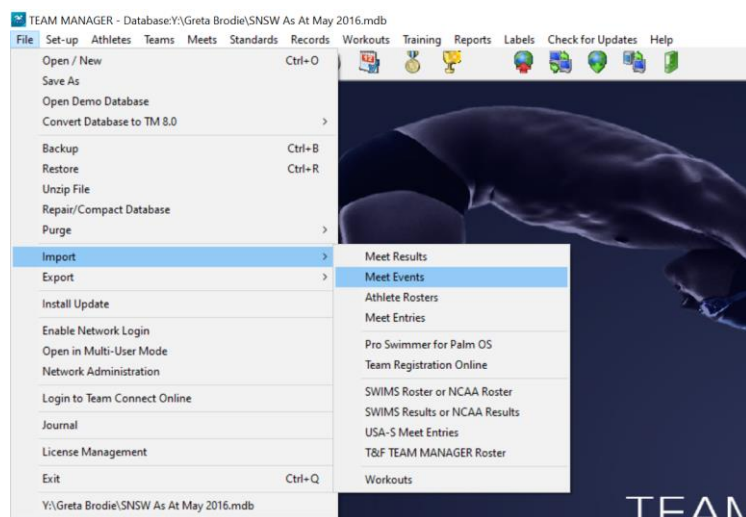 TEAM MANAGER - Database:Y:\Greta Brodie\SNSW As At May 2016.mdb
File Set-up Athletes Teams Meets Standards Records Workouts Training Reports Labels Check for Updates Help
Open / New Ctrl+O
Save As
Open Demo Database
Convert Database to TM 8.0 >
Backup Ctrl+B
Restore Ctrl+R
Unzip File
Repair/Compact Database
Purge >
Import >
Export >
Install Update
Enable Network Login
Open in Multi-User Mode
Network Administration
Login to Team Connect Online
Journal
License Management
Exit Ctrl+Q
Y:\Greta Brodie\SNSW As At May 2016.mdb
Meet Results
Meet Events
Athlete Rosters
Meet Entries
Pro Swimmer for Palm OS
Team Registration Online
SWIMS Roster or NCAA Roster
SWIMS Results or NCAA Results
USA-S Meet Entries
T&F TEAM MANAGER Roster
Workouts
TEAM